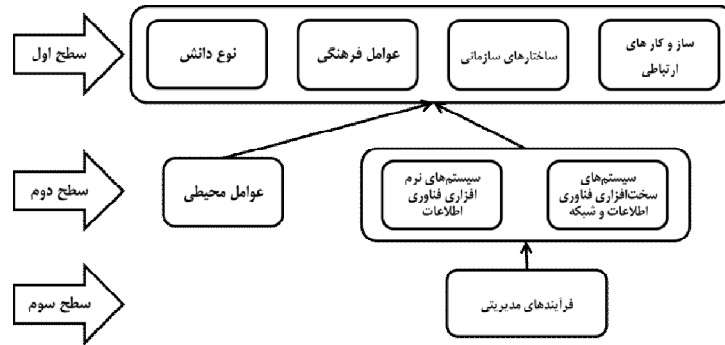 سطح اول
نوع دانش
عوامل فرهنگی
ساختارهای سازمانی
ساز و کار های
ارتباطی
سطح دوم
عوامل محیطی
سیستم‌های نرم
افزاری فناوری
اطلاعات
سیستم‌های
سخت‌افزاری فناوری
اطلاعات و شبکه
سطح سوم
فرآیندهای مدیریتی